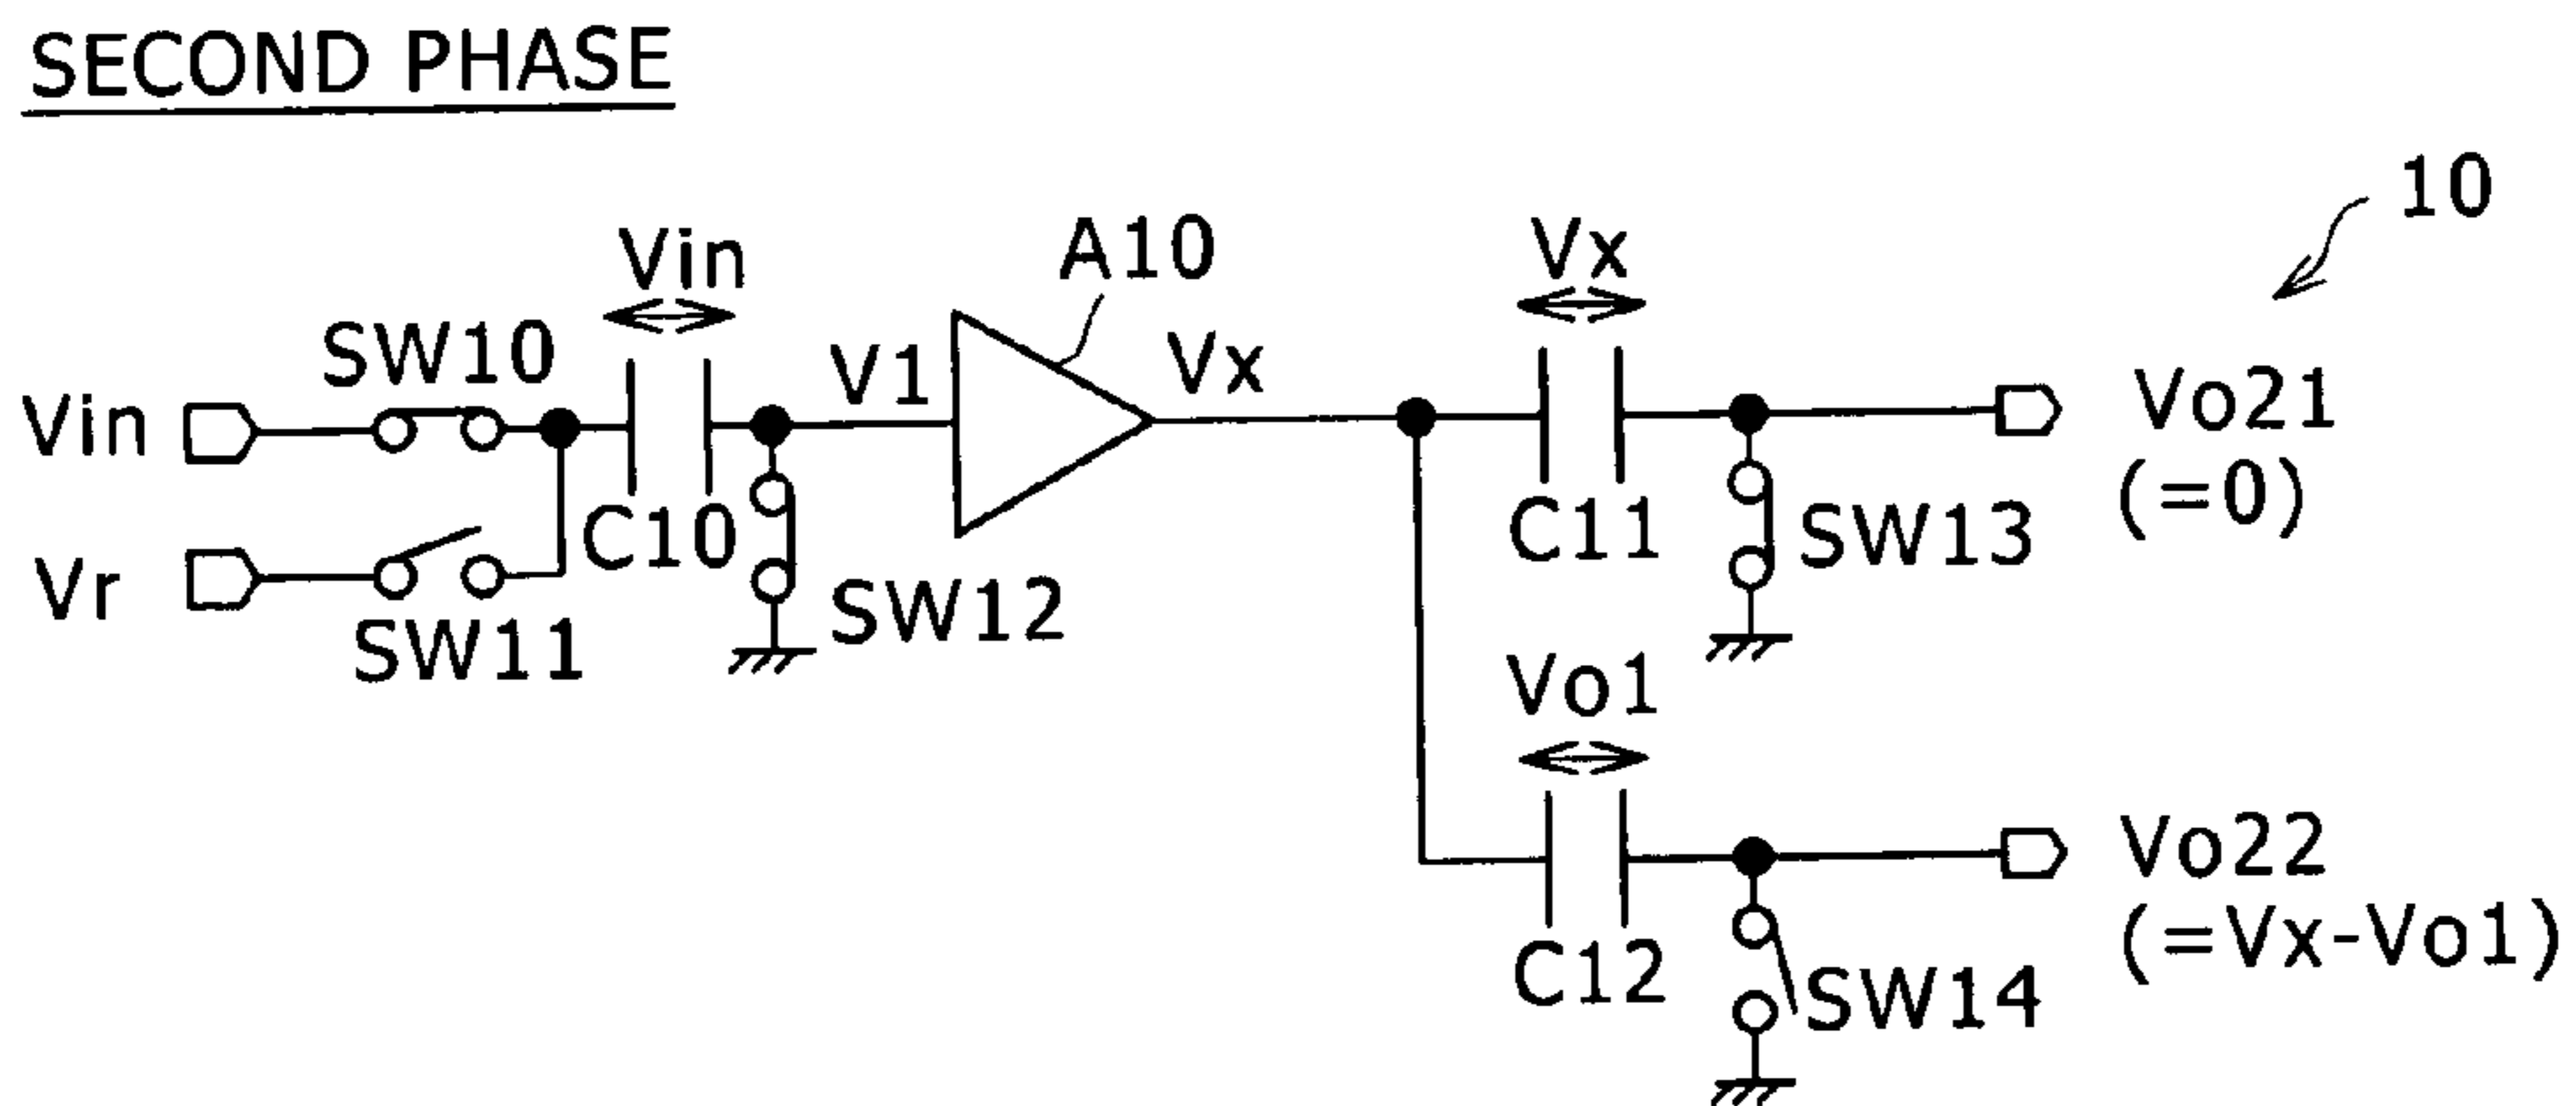 SECOND PHASE
10
Vin
A10
Vx
SW10
V1
Vx
Vin
Vo21
(=0)
C10
C11
SW13
Vr
SW11
SW12
Vo1
Vo22
(=Vx-Vo1)
C12
SW14